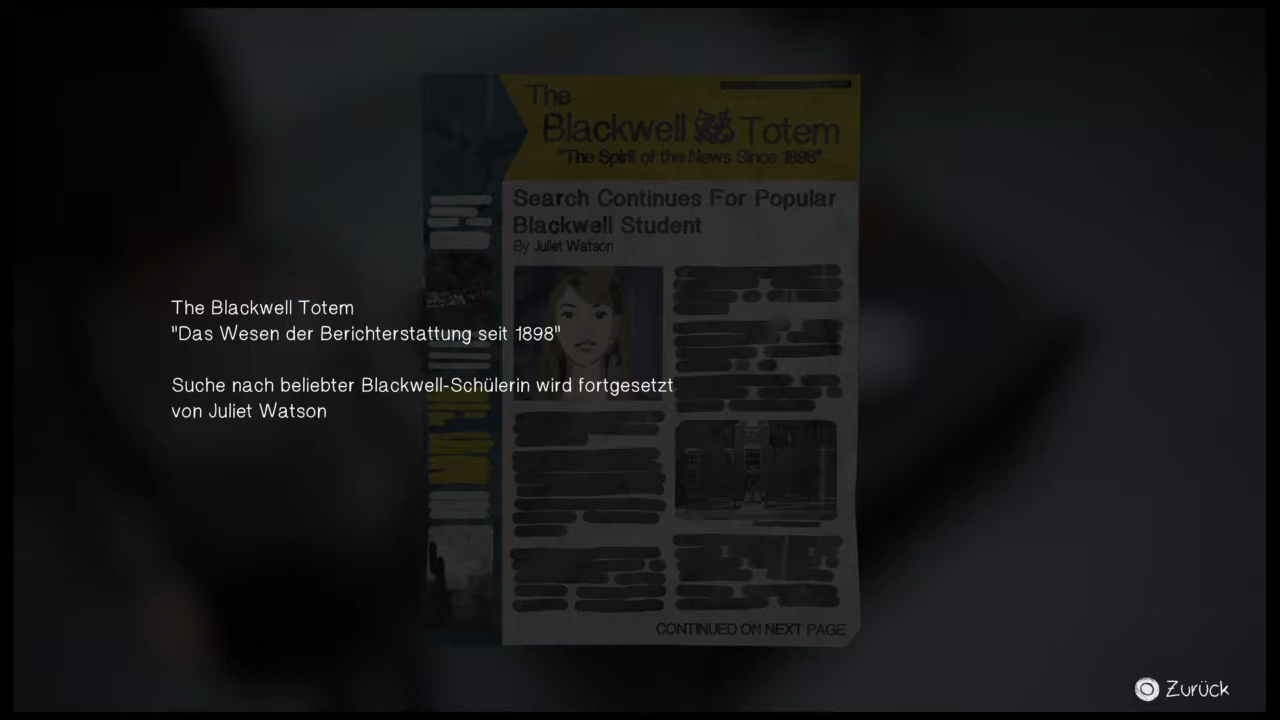 The
Blackwell Totem
"The Spirit of the News Since 1898"
Search Continues For Popular
Blackwell Student
By Juliet Watson
The Blackwell Totem
"Das Wesen der Berichterstattung seit 1898"
Suche nach beliebter Blackwell-Schülerin wird fortgesetzt
von Juliet Watson
CONTINUED ON NEXT PAGE
Zurück